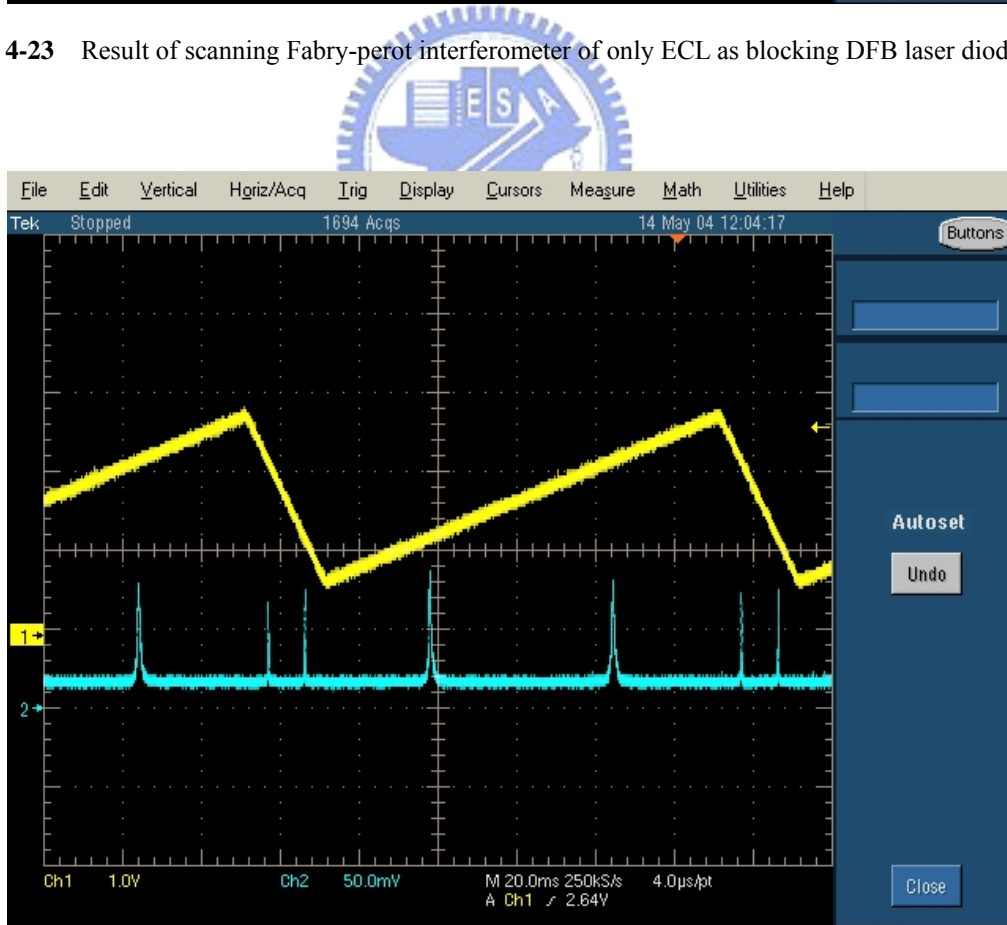 4-23 Result of scanning Fabry-perot interferometer of only ECL as blocking DFB laser diod
E S A
File Edit Vertical Horiz/Acq Trig Display Cursors Measure Math Utilities Help
Tek Stopped 1694 Acqs 14 May 04 12:04:17
Buttons
Autoset
Undo
1
2
Ch1 1.0V Ch2 50.0mV M 20.0ms 250kS/s 4.0µs/pt
A Ch1 / 2.64V
Close